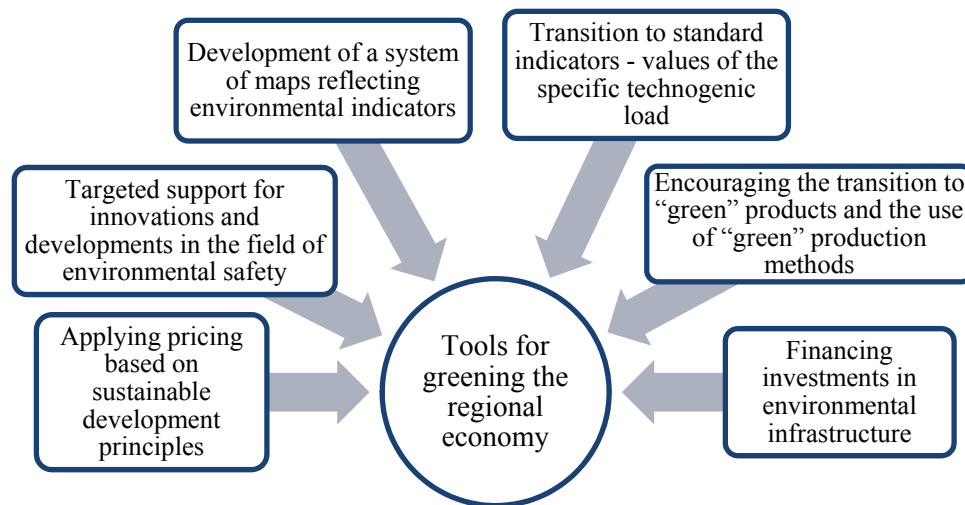 Development of a system
of maps reflecting
environmental indicators
Transition to standard
indicators - values of the
specific technogenic
load
Targeted support for
innovations and
developments in the field of
environmental safety
Encouraging the transition to
“green” products and the use
of “green” production
methods
Applying pricing
based on
sustainable
development
principles
Tools for
greening the
regional
economy
Financing
investments in
environmental
infrastructure